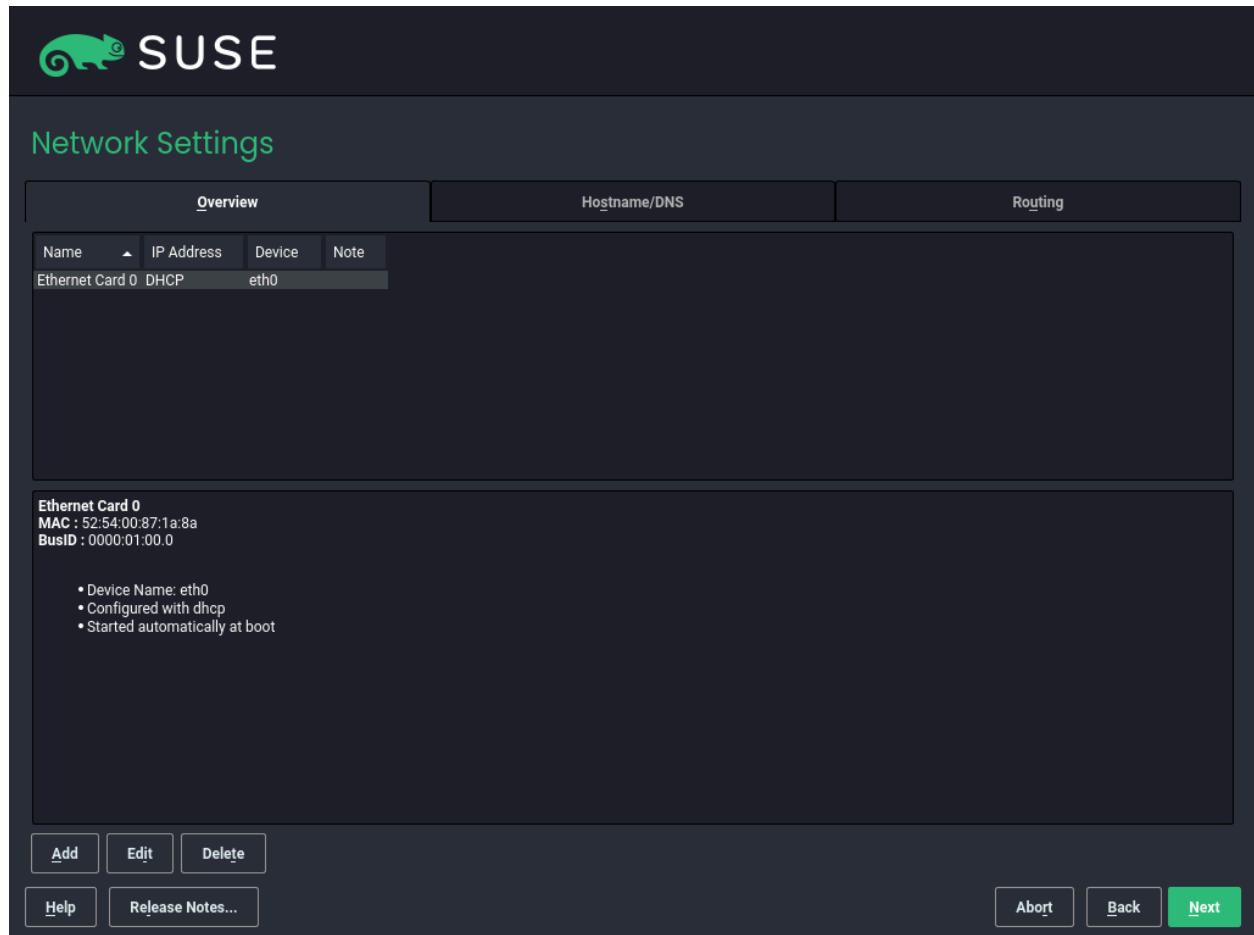 SUSE
Network Settings
Overview Hostname/DNS Routing
Name IP Address Device Note
Ethernet Card 0 DHCP eth0
Ethernet Card 0
MAC : 52:54:00:87:1a:8a
BusID : 0000:01:00.0
• Device Name: eth0
• Configured with dhcp
• Started automatically at boot
Add Edit Delete
Help Release Notes... Abort Back Next